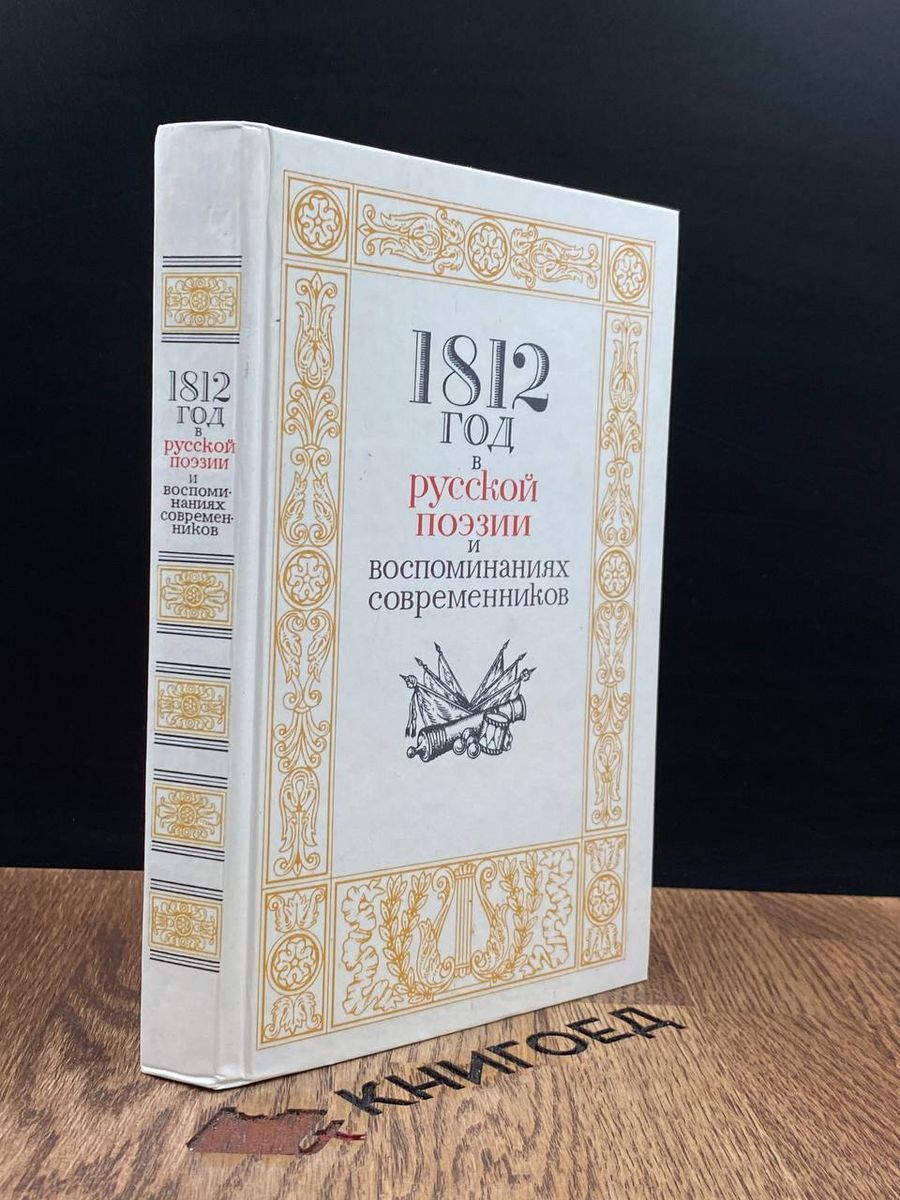 1812
ГОД
в
русской
поэзии
и
воспоми-
наниях
современ-
ников
1812
ГОД
в
русской
поэзии
и
воспоминаниях
современников
КНИГОЕД